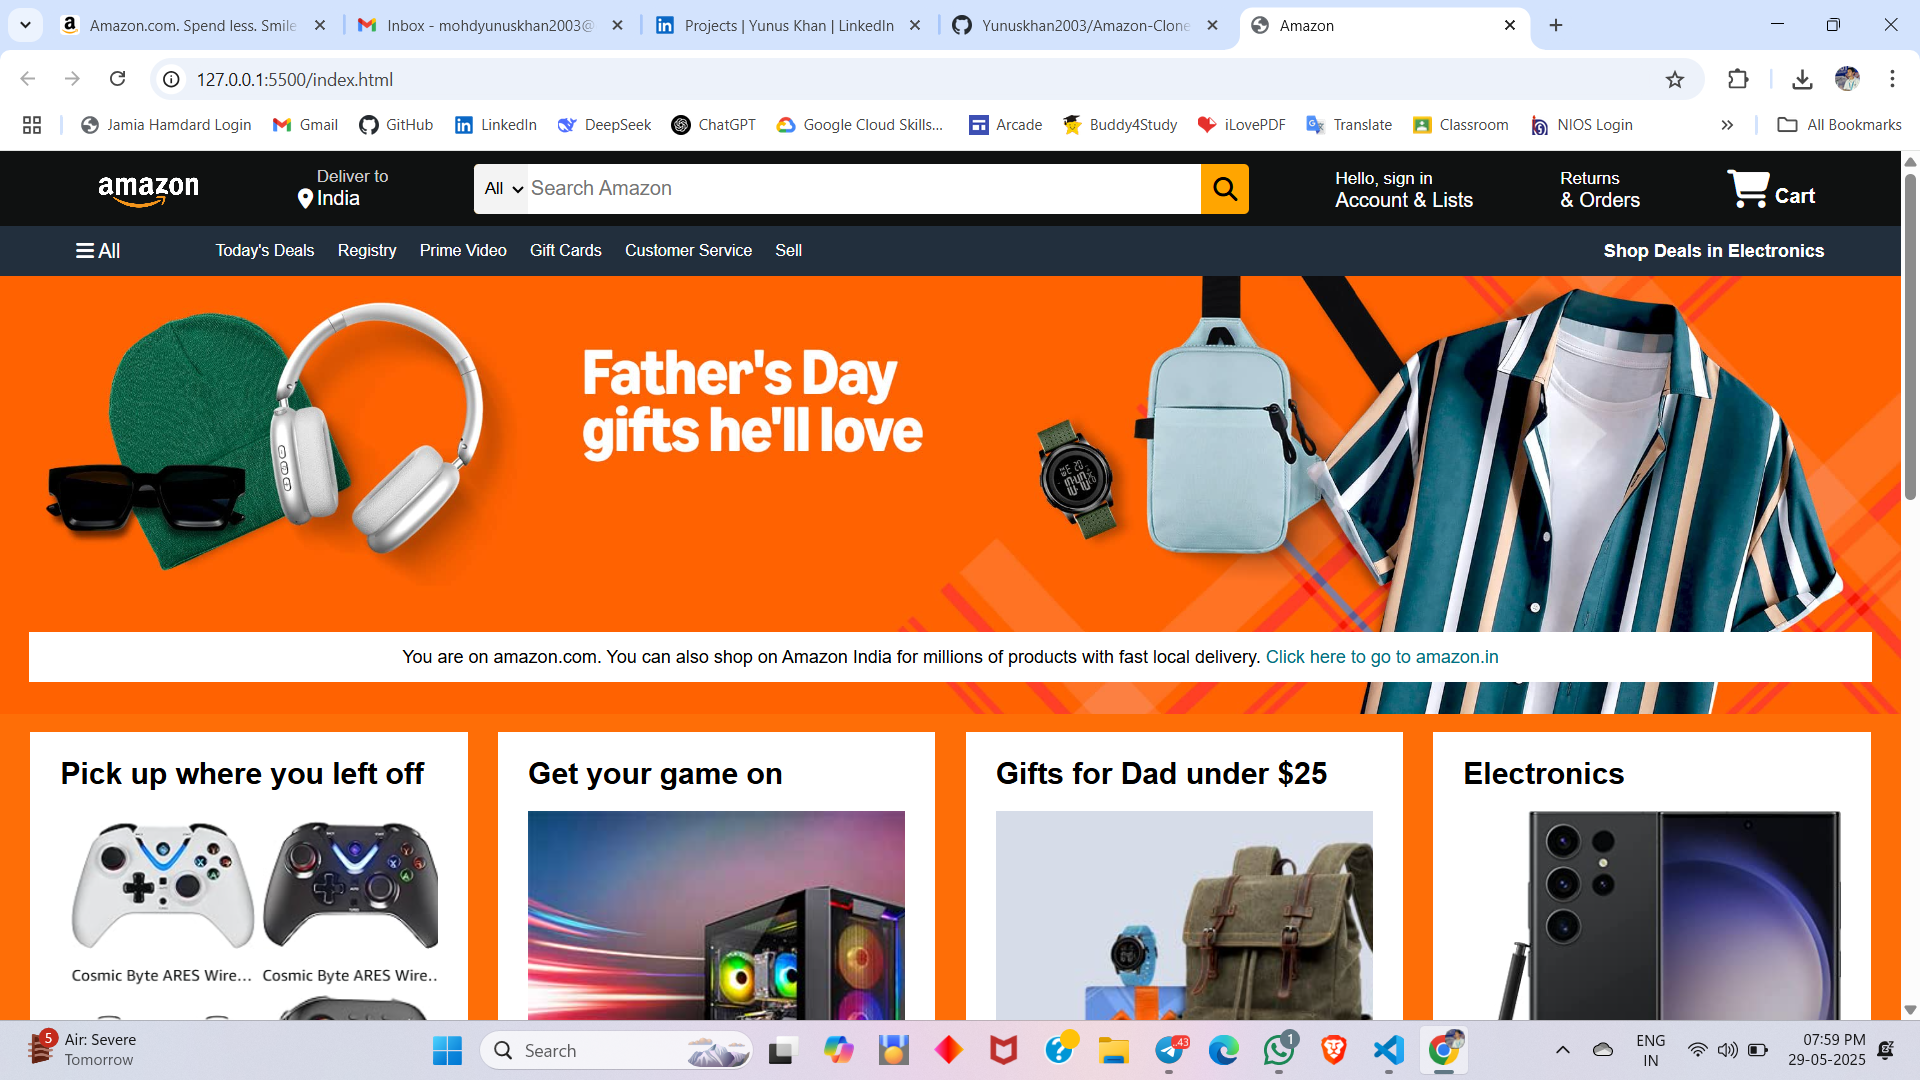 Amazon.com. Spend less. Smile
Inbox - mohdyunuskhan2003@
Projects | Yunus Khan | LinkedIn
Yunuskhan2003/Amazon-Clone
Amazon
127.0.0.1:5500/index.html
Jamia Hamdard Login
Gmail
GitHub
LinkedIn
DeepSeek
ChatGPT
Google Cloud Skills...
Arcade
Buddy4Study
iLovePDF
Translate
Classroom
NIOS Login
All Bookmarks
amazon
Deliver to
India
All
Search Amazon
Hello, sign in
Account & Lists
Returns
& Orders
Cart
All
Today's Deals
Registry
Prime Video
Gift Cards
Customer Service
Sell
Shop Deals in Electronics
Father's Day
gifts he'll love
You are on amazon.com. You can also shop on Amazon India for millions of products with fast local delivery. Click here to go to amazon.in
Pick up where you left off
Get your game on
Gifts for Dad under $25
Electronics
Cosmic Byte ARES Wire...
Cosmic Byte ARES Wire..
5
Air: Severe
Tomorrow
Search
43
1
ENG
IN
07:59 PM
29-05-2025